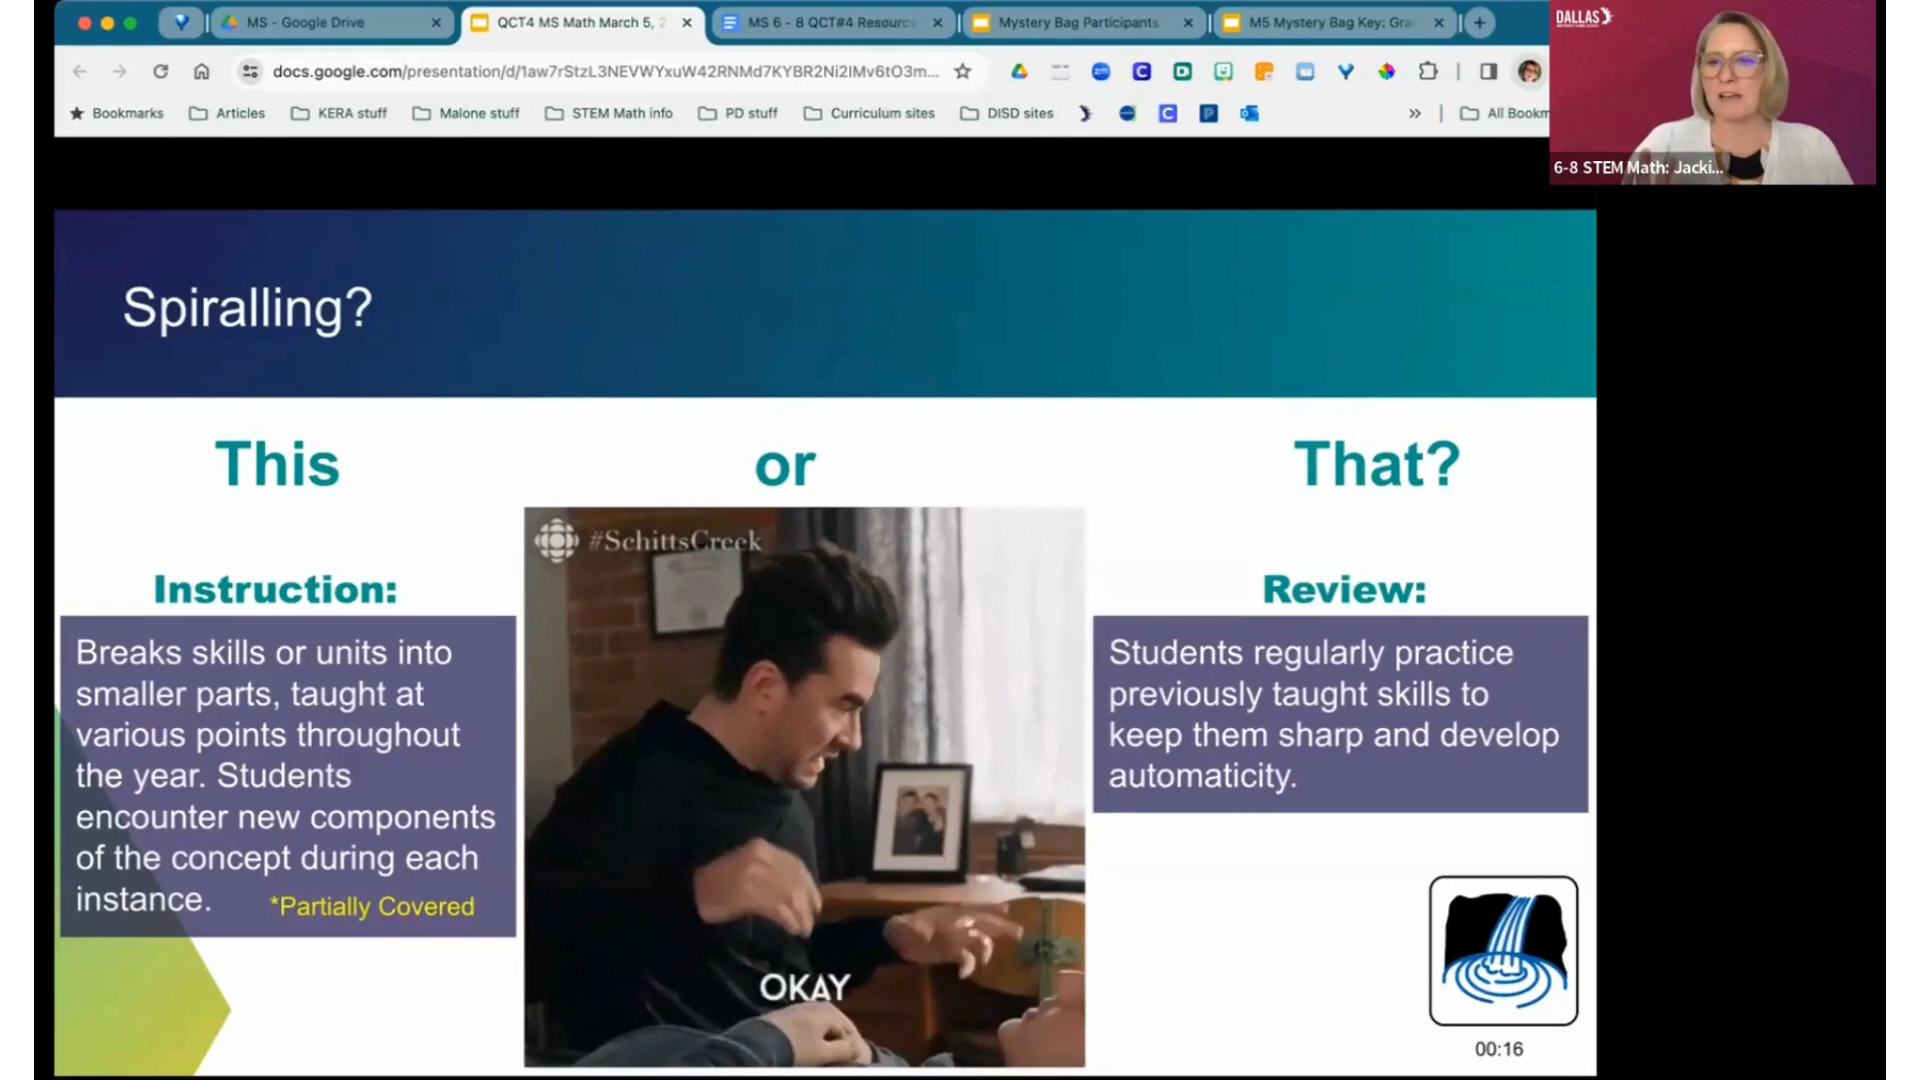 MS - Google Drive
QCT4 MS Math March 5, 2
MS 6 - 8 QCT#4 Resourc
Mystery Bag Participants
M5 Mystery Bag Key: Gra
docs.google.com/presentation/d/1aw7rStzL3NEVWYxuW42RNMd7KYBR2Ni2IMv6tO3m...
Bookmarks
Articles
KERA stuff
Malone stuff
STEM Math info
PD stuff
Curriculum sites
DISD sites
All Bookm
DALLAS
6-8 STEM Math: Jacki...
Spiralling?
This or That?
#SchittsCreek
Instruction:
Breaks skills or units into
smaller parts, taught at
various points throughout
the year. Students
encounter new components
of the concept during each
instance. *Partially Covered
OKAY
Review:
Students regularly practice
previously taught skills to
keep them sharp and develop
automaticity.
00:16